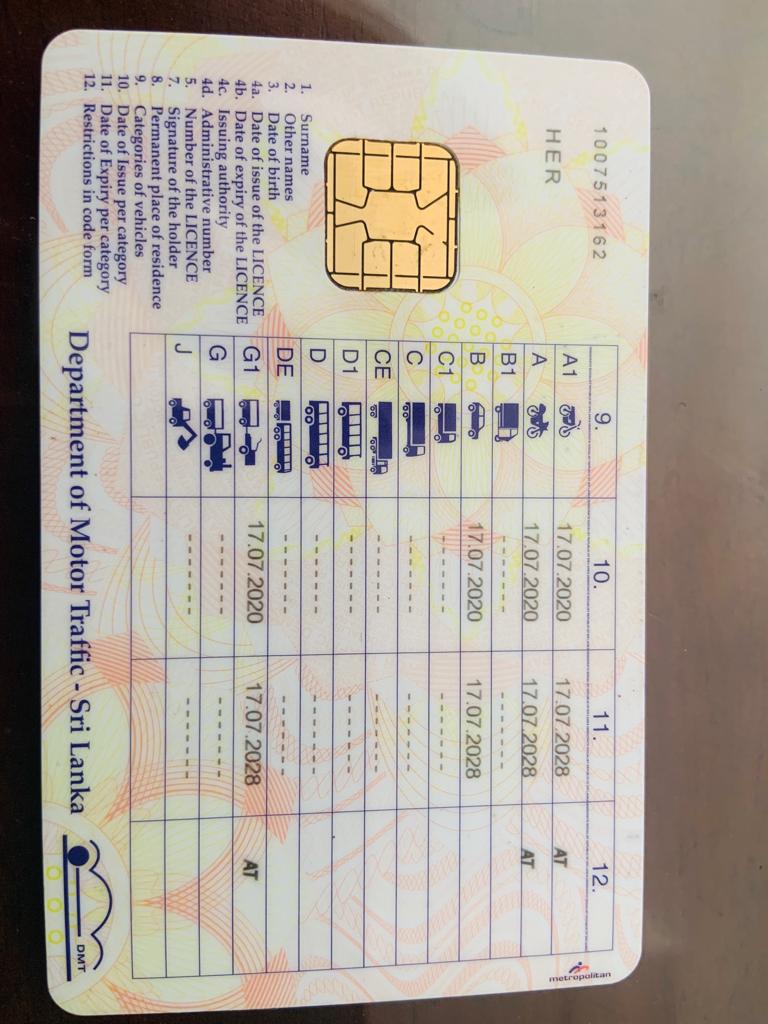 1007513162
HER
1. Surname
2. Other names
3. Date of birth
4a. Date of issue of the LICENCE
4b. Date of expiry of the LICENCE
4c. Issuing authority
4d. Administrative number
5. Number of the LICENCE
7. Signature of the holder
8. Permanent place of residence
9. Categories of vehicles
10. Date of Issue per category
11. Date of Expiry per category
12. Restrictions in code form
9. 10. 11. 12.
A1 17.07.2020 17.07.2028 AT
A 17.07.2020 17.07.2028 AT
B1 ------ ------
B 17.07.2020 17.07.2028
C1 ------ ------
C ------ ------
CE ------ ------
D1 ------ ------
D ------ ------
DE ------ ------
G1 17.07.2020 17.07.2028 AT
G ------ ------
J ------ ------
metropolitan
Department of Motor Traffic - Sri Lanka
DMT